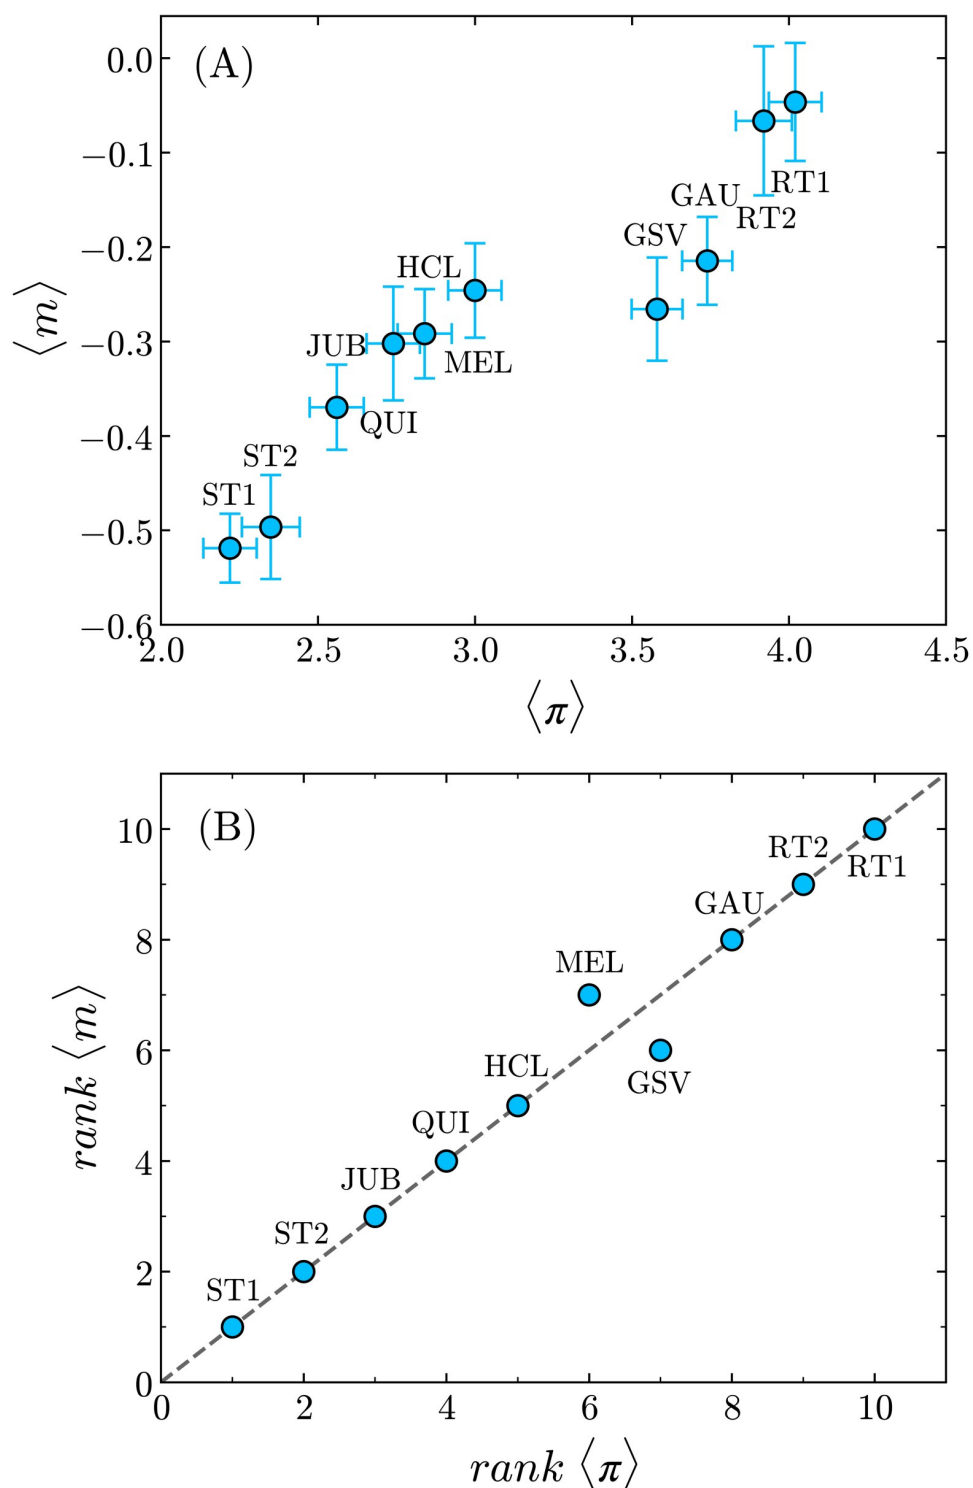 (A)
0.0
−0.1
−0.2
−0.3
−0.4
−0.5
−0.6
⟨m⟩
RT1
RT2
GAU
GSV
HCL
MEL
JUB
QUI
ST2
ST1
2.0 2.5 3.0 3.5 4.0 4.5
⟨π⟩
(B)
10
8
6
4
2
0
rank ⟨m⟩
RT2
RT1
GAU
MEL
GSV
HCL
QUI
JUB
ST2
ST1
0 2 4 6 8 10
rank ⟨π⟩